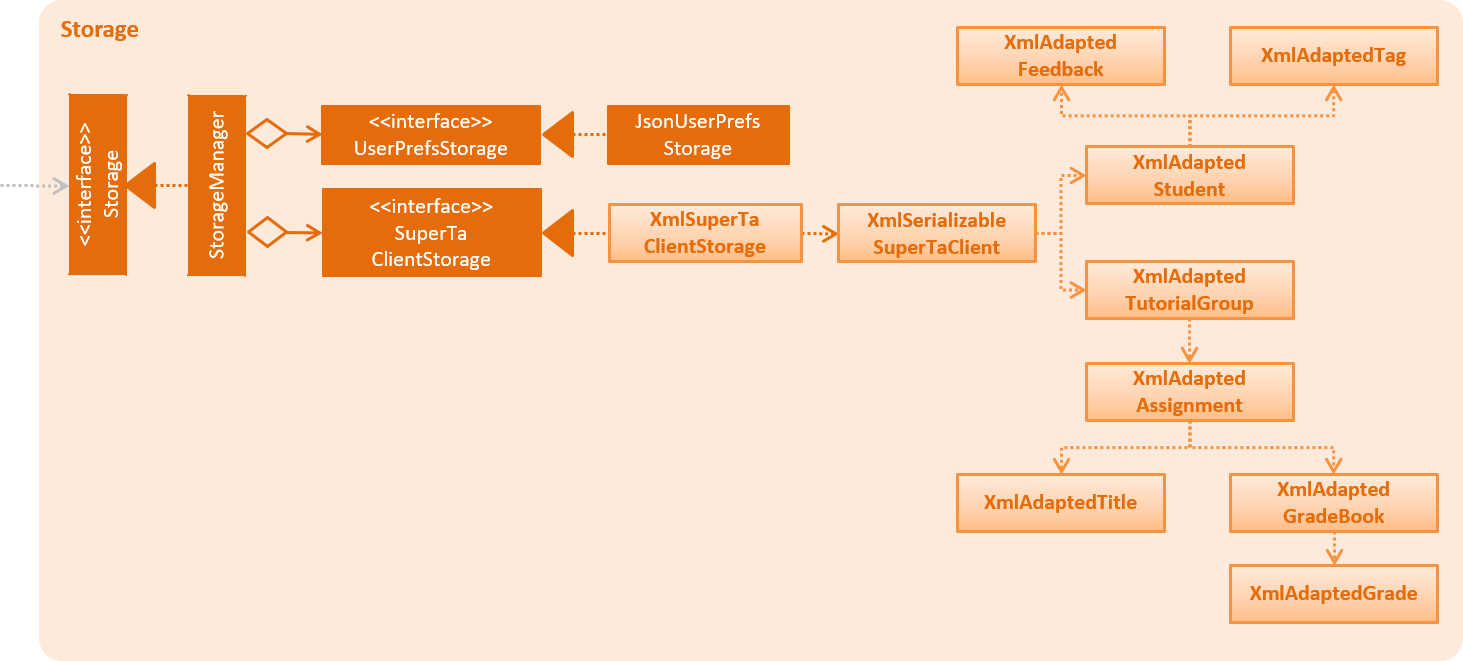 Storage
<<interface>>
Storage
StorageManager
<<interface>>
UserPrefsStorage
JsonUserPrefs
Storage
<<interface>>
SuperTa
ClientStorage
XmlSuperTa
ClientStorage
XmlSerializable
SuperTaClient
XmlAdapted
Feedback
XmlAdaptedTag
XmlAdapted
Student
XmlAdapted
TutorialGroup
XmlAdapted
Assignment
XmlAdaptedTitle
XmlAdapted
GradeBook
XmlAdaptedGrade